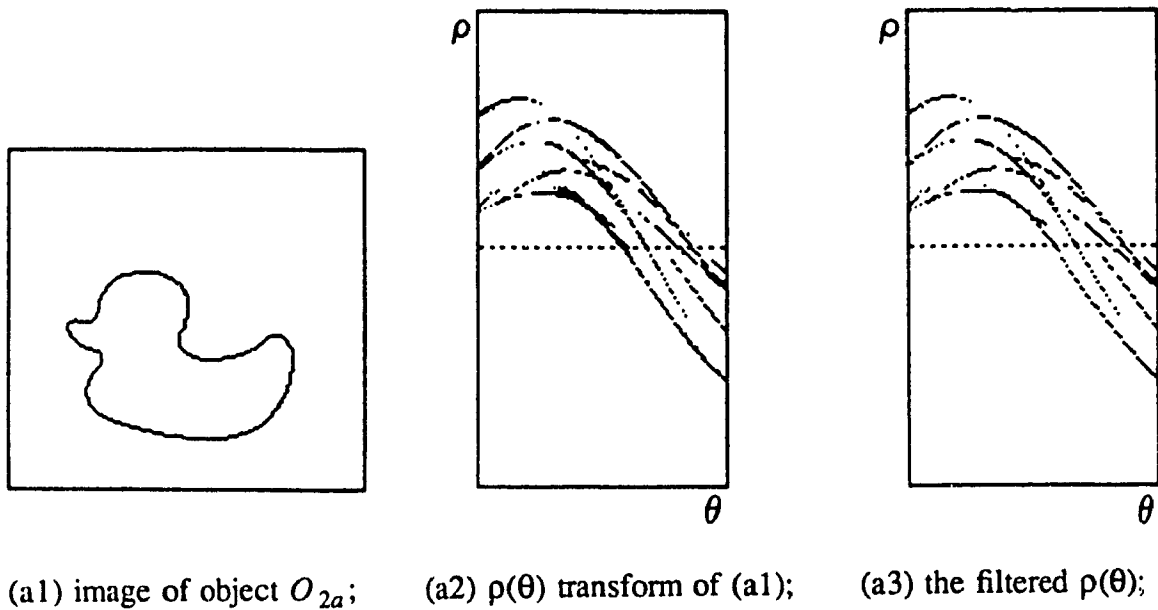 ρ
ρ
θ
θ
(a1) image of object O2a;
(a2) ρ(θ) transform of (a1);
(a3) the filtered ρ(θ);